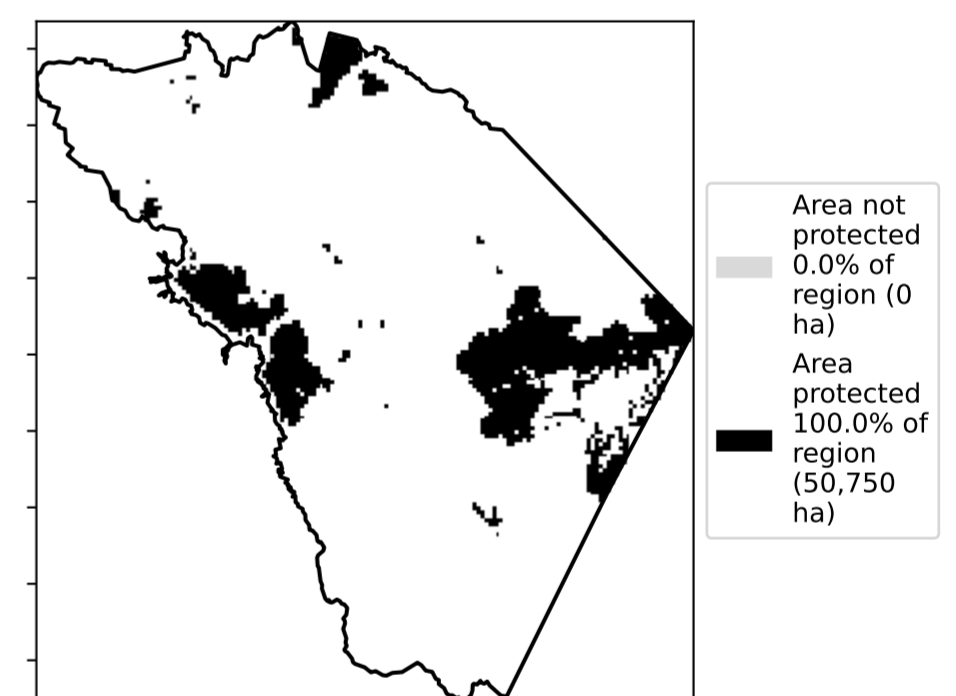 Area not
protected
0.0% of
region (0
ha)
Area
protected
100.0% of
region
(50,750
ha)